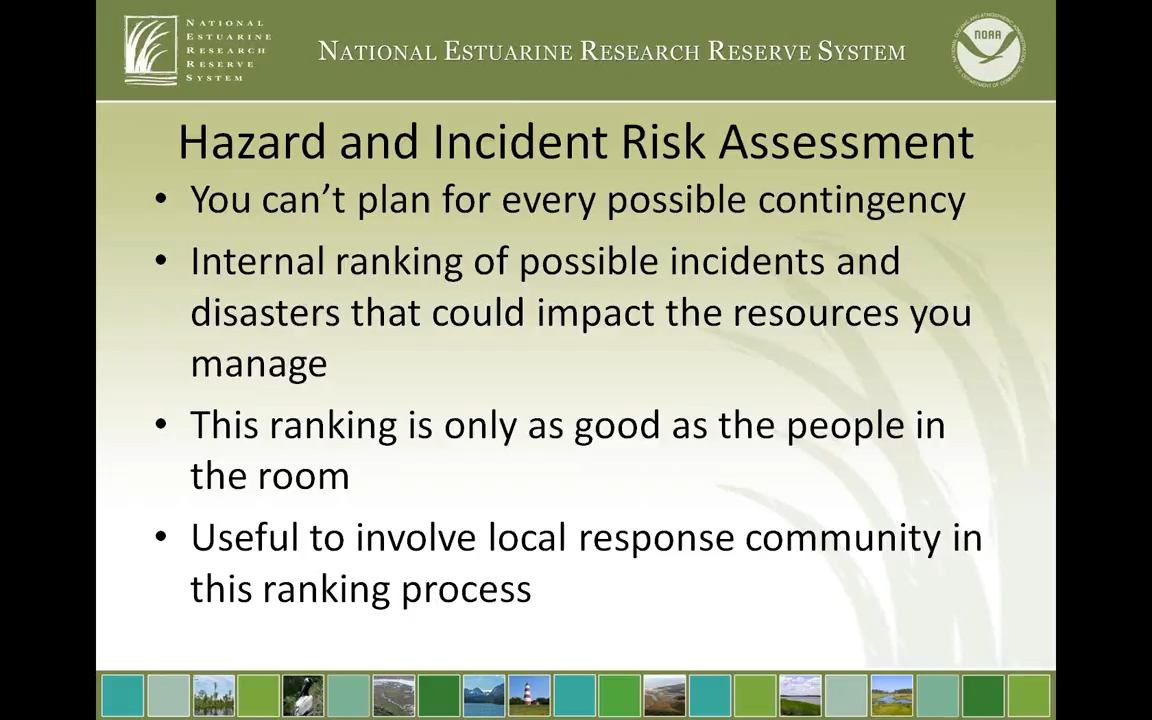 NATIONAL
ESTUARINE
RESEARCH
RESERVE
SYSTEM
NATIONAL ESTUARINE RESEARCH RESERVE SYSTEM
NOAA
Hazard and Incident Risk Assessment
• You can’t plan for every possible contingency
• Internal ranking of possible incidents and
disasters that could impact the resources you
manage
• This ranking is only as good as the people in
the room
• Useful to involve local response community in
this ranking process